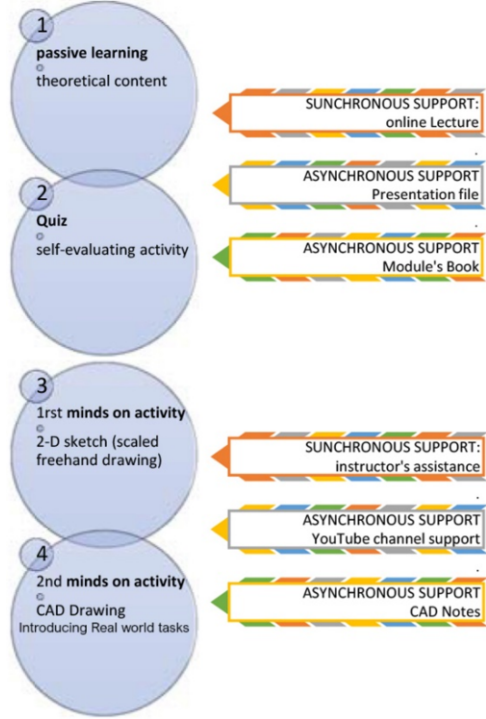 1
passive learning
theoretical content
SUNCHRONOUS SUPPORT:
online Lecture
.
ASYNCHRONOUS SUPPORT
Presentation file
.
ASYNCHRONOUS SUPPORT
Module's Book
2
Quiz
self-evaluating activity
3
1rst minds on activity
2-D sketch (scaled
freehand drawing)
SUNCHRONOUS SUPPORT:
instructor's assistance
.
ASYNCHRONOUS SUPPORT
YouTube channel support
.
ASYNCHRONOUS SUPPORT
CAD Notes
4
2nd minds on activity
CAD Drawing
Introducing Real world tasks